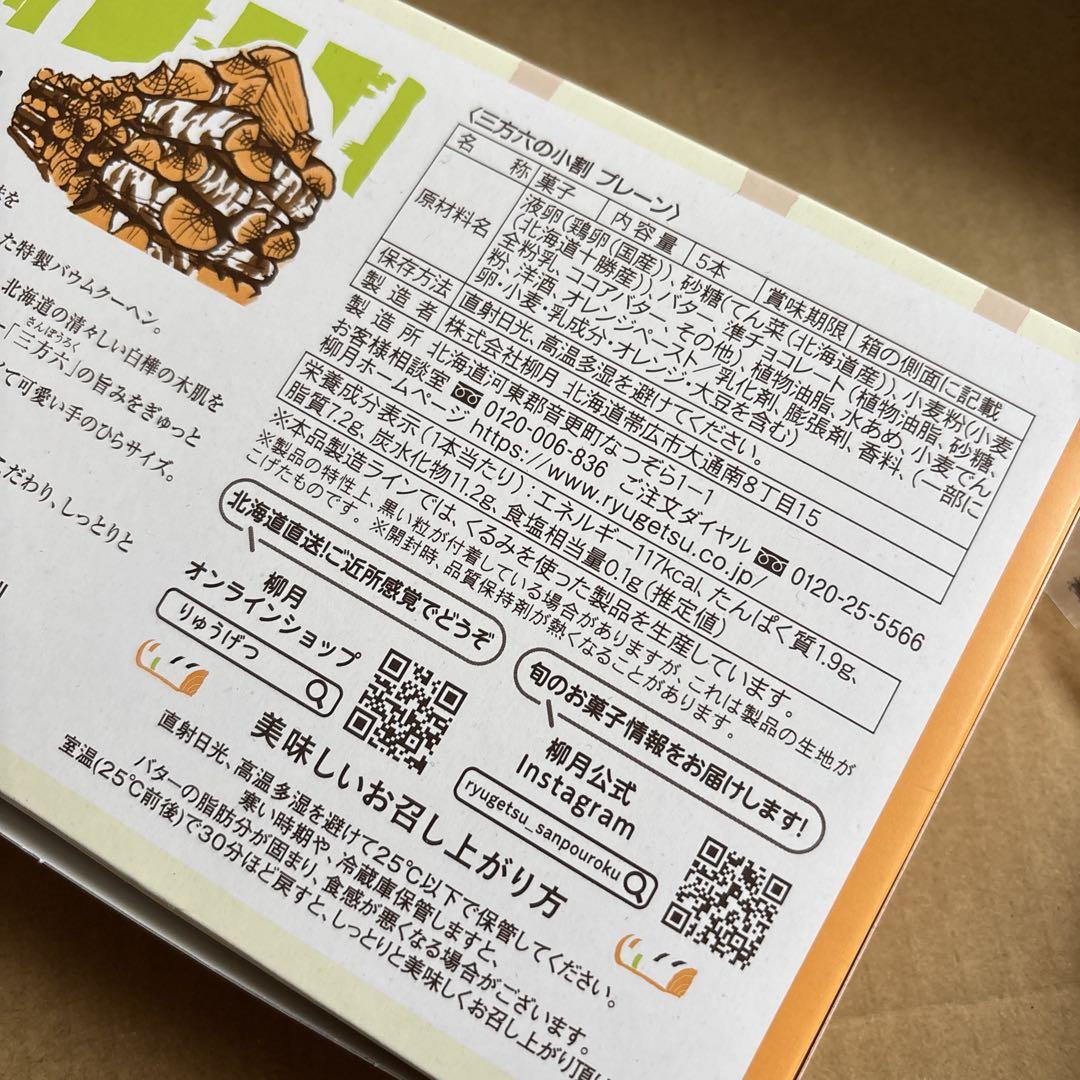 を
た特製バウムクーヘン。
北海道の清々しい白樺の木肌を
「三方六」の旨みをぎゅっと
さんぽうろく
て可愛い手のひらサイズ。
こだわり、しっとりと
〈三方六の小割 プレーン〉
名称 菓子 内容量 5本 賞味期限 箱の側面に記載
原材料名 液卵(鶏卵(国産))、砂糖(てん菜(北海道産))、小麦粉(小麦
(北海道十勝産))、バター、準チョコレート(植物油脂、砂糖、
全粉乳、ココアバター、その他)、植物油脂、水あめ、小麦でん
粉、洋酒、オレンジペースト/乳化剤、膨張剤、香料、(一部に
卵・小麦・乳成分・オレンジ・大豆を含む)
保存方法 直射日光、高温多湿を避けてください。
製造者 株式会社柳月 北海道帯広市大通南8丁目15
製造所 北海道河東郡音更町なつぞら1-1
お客様相談室 0120-006-836 ご注文ダイヤル 0120-25-5566
柳月ホームページ https://www.ryugetsu.co.jp/
栄養成分表示(1本当たり):エネルギー117kcal、たんぱく質1.9g、
脂質7.2g、炭水化物11.2g、食塩相当量0.1g(推定値)
※本品製造ラインでは、くるみを使った製品を生産しています。
※製品の特性上、黒い粒が付着している場合がありますが、これは製品の生地が
こげたものです。※開封時、品質保持剤が熱くなることがあります。
北海道直送!ご近所感覚でどうぞ
柳月
オンラインショップ
りゅうげつ
旬のお菓子情報をお届けします!
柳月公式
Instagram
ryugetsu_sanpouroku
美味しいお召し上がり方
直射日光、高温多湿を避けて25℃以下で保管してください。
寒い時期や、冷蔵庫保管しますと、
バターの脂肪分が固まり、食感が悪くなる場合がございます。
室温(25℃前後)で30分ほど戻すと、しっとりと美味しくお召し上がり頂け